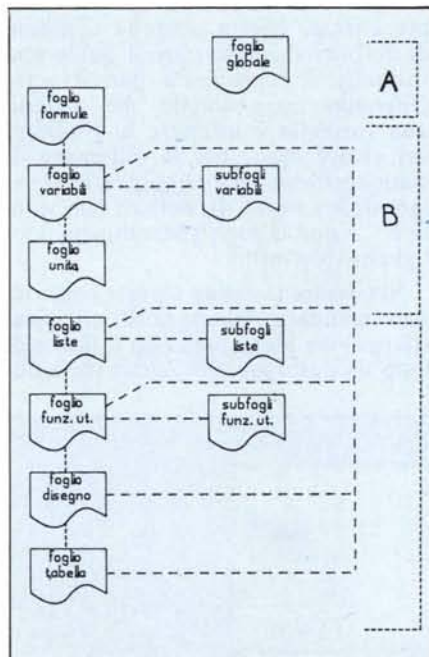 foglio
globale
A
foglio
formule
foglio
variabili
subfogli
variabili
B
foglio
unita
foglio
liste
subfogli
liste
foglio
funz. ut.
subfogli
funz. ut.
foglio
disegno
foglio
tabella